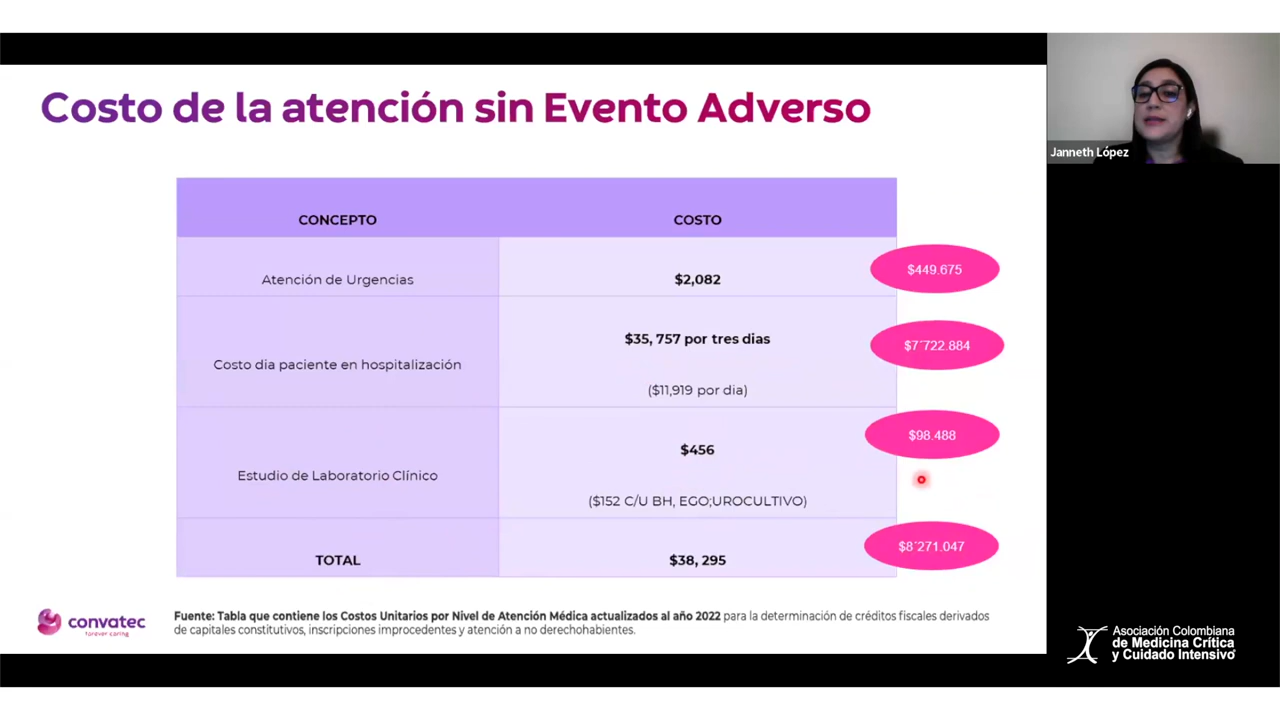 Costo de la atención sin Evento Adverso
Janneth López
CONCEPTO COSTO
Atención de Urgencias $2,082 $449.675
$35, 757 por tres dias $7´722.884
Costo dia paciente en hospitalización
($11,919 por dia)
$98.488
$456
Estudio de Laboratorio Clínico
($152 C/U BH, EGO;UROCULTIVO)
TOTAL $38, 295 $8´271.047
convatec
forever caring
Fuente: Tabla que contiene los Costos Unitarios por Nivel de Atención Médica actualizados al año 2022 para la determinación de créditos fiscales derivados
de capitales constitutivos, inscripciones improcedentes y atención a no derechohabientes.
Asociación Colombiana
de Medicina Crítica
y Cuidado Intensivo